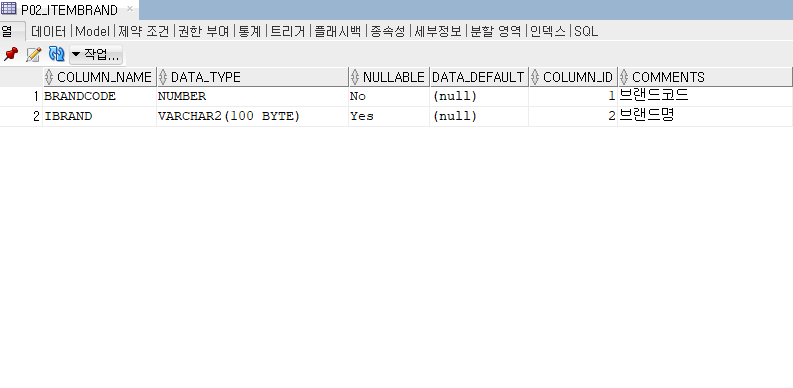 P02_ITEMBRAND
열 데이터 Model 제약 조건 권한 부여 통계 트리거 플래시백 종속성 세부정보 분할 영역 인덱스 SQL
작업...
COLUMN_NAME DATA_TYPE NULLABLE DATA_DEFAULT COLUMN_ID COMMENTS
1 BRANDCODE NUMBER No (null) 1 브랜드코드
2 IBRAND VARCHAR2(100 BYTE) Yes (null) 2 브랜드명